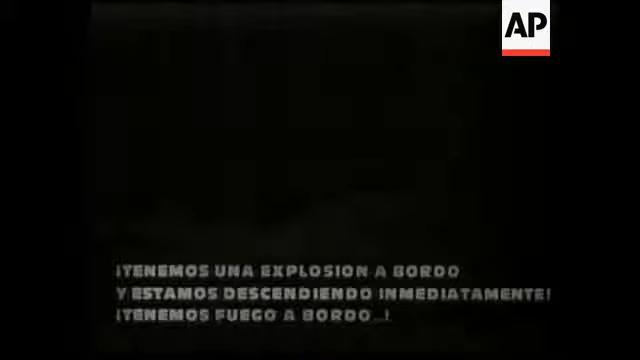 AP
¡TENEMOS UNA EXPLOSION A BORDO
Y ESTAMOS DESCENDIENDO INMEDIATAMENTE!
¡TENEMOS FUEGO A BORDO...!